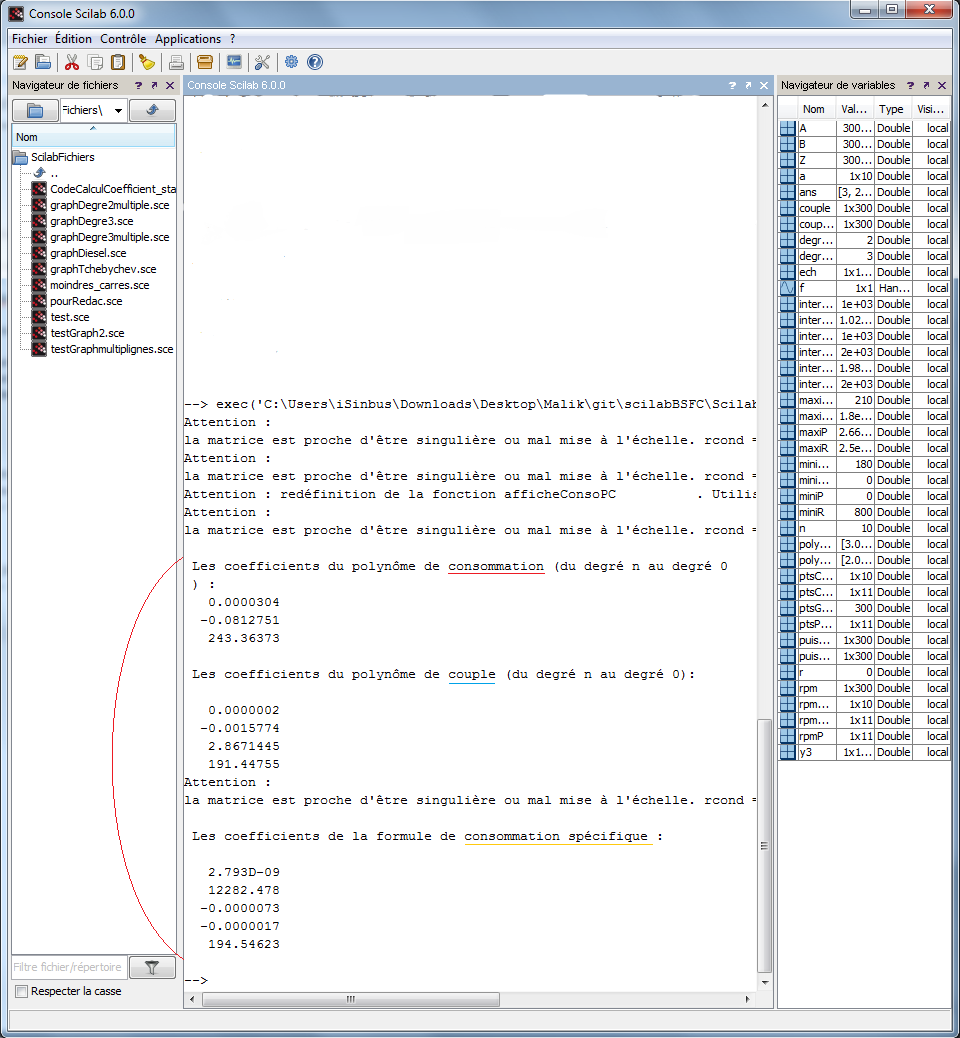 Console Scilab 6.0.0
Fichier Édition Contrôle Applications ?
Navigateur de fichiers ? ↗ X
Fichiers\
Nom
ScilabFichiers
..
CodeCalculCoefficient_sta
graphDegre2multiple.sce
graphDegre3.sce
graphDegre3multiple.sce
graphDiesel.sce
graphTchebychev.sce
moindres_carres.sce
pourRedac.sce
test.sce
testGraph2.sce
testGraphmultiplignes.sce
Filtre fichier/répertoire
Respecter la casse
Console Scilab 6.0.0 ? ↗ X
--> exec('C:\Users\iSinbus\Downloads\Desktop\Malik\git\scilabBSFC\Scilab
Attention :
la matrice est proche d'être singulière ou mal mise à l'échelle. rcond =
Attention :
la matrice est proche d'être singulière ou mal mise à l'échelle. rcond =
Attention : redéfinition de la fonction afficheConsoPC . Utilis
Attention :
la matrice est proche d'être singulière ou mal mise à l'échelle. rcond =
Les coefficients du polynôme de consommation (du degré n au degré 0
) :
0.0000304
-0.0812751
243.36373
Les coefficients du polynôme de couple (du degré n au degré 0):
0.0000002
-0.0015774
2.8671445
191.44755
Attention :
la matrice est proche d'être singulière ou mal mise à l'échelle. rcond =
Les coefficients de la formule de consommation spécifique :
2.793D-09
12282.478
-0.0000073
-0.0000017
194.54623
-->
Navigateur de variables ? ↗ X
Nom Val... Type Visi...
A 300... Double local
B 300... Double local
Z 300... Double local
a 1x10 Double local
ans [3, 2... Double local
couple 1x300 Double local
coup... 1x300 Double local
degr... 2 Double local
degr... 3 Double local
ech 1x1... Double local
f 1x1 Han... local
inter... 1e+03 Double local
inter... 1.02... Double local
inter... 1e+03 Double local
inter... 2e+03 Double local
inter... 1.98... Double local
inter... 2e+03 Double local
maxi... 210 Double local
maxi... 1.8e... Double local
maxiP 2.66... Double local
maxiR 2.5e... Double local
mini... 180 Double local
mini... 0 Double local
miniP 0 Double local
miniR 800 Double local
n 10 Double local
poly... [3.0... Double local
poly... [2.0... Double local
ptsC... 1x10 Double local
ptsC... 1x11 Double local
ptsG... 300 Double local
ptsP... 1x11 Double local
puis... 1x300 Double local
puis... 1x300 Double local
r 0 Double local
rpm 1x300 Double local
rpm... 1x10 Double local
rpm... 1x11 Double local
rpmP 1x11 Double local
y3 1x1... Double local